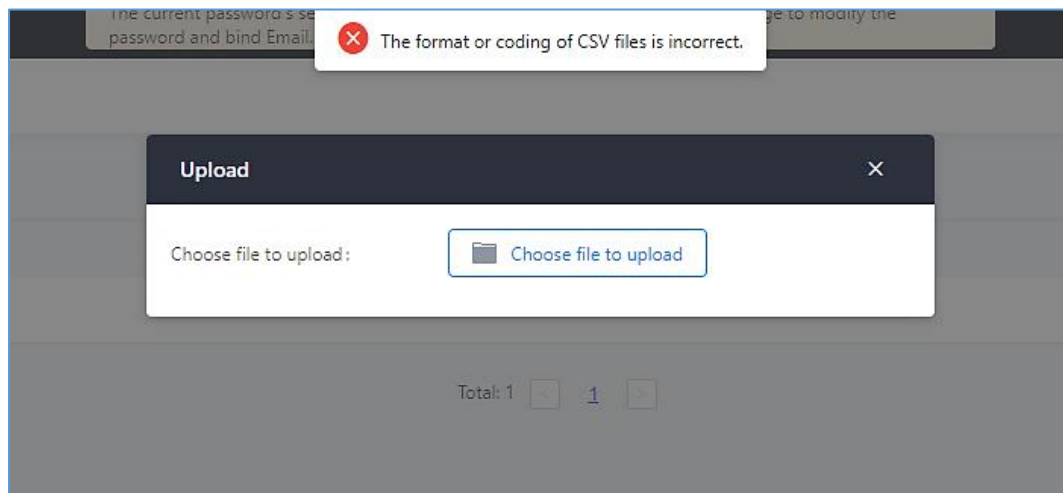 The current password's se
ge to modify the
password and bind Email.
The format or coding of CSV files is incorrect.
Upload
Choose file to upload:
Choose file to upload
Total: 1 < 1 >